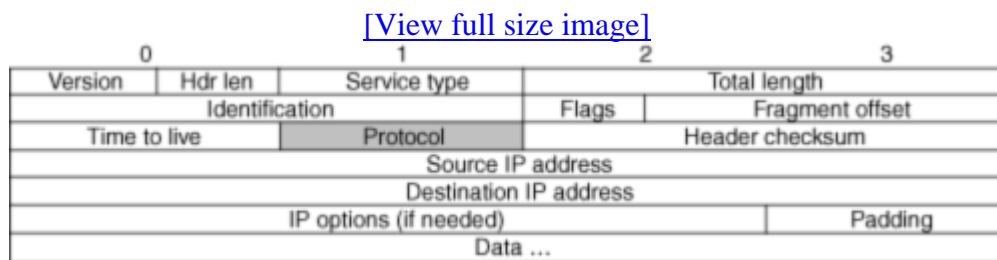 [View full size image]
0 1 2 3
Version Hdr len Service type Total length
Identification Flags Fragment offset
Time to live Protocol Header checksum
Source IP address
Destination IP address
IP options (if needed) Padding
Data ...